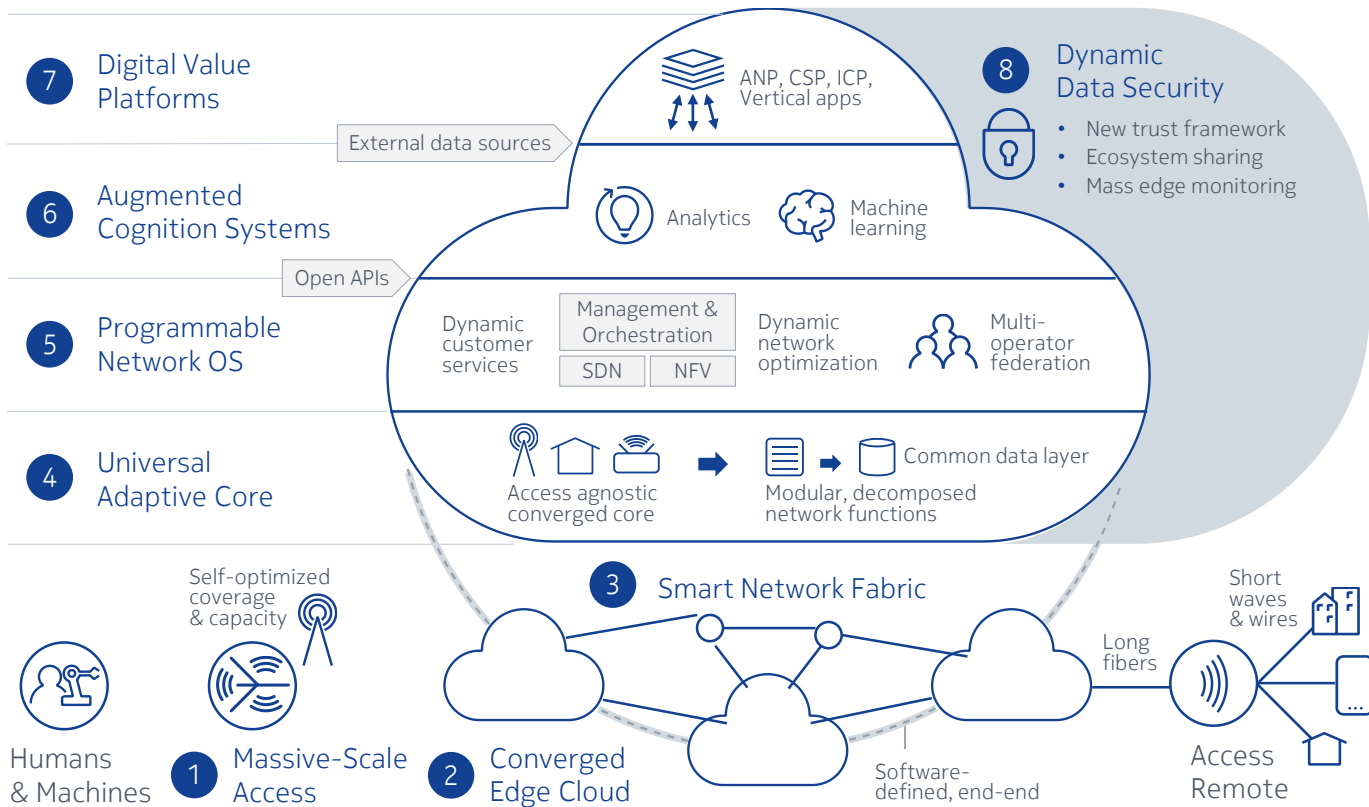 7
Digital Value
Platforms
ANP, CSP, ICP,
Vertical apps
8
Dynamic
Data Security
• New trust framework
• Ecosystem sharing
• Mass edge monitoring
External data sources
6
Augmented
Cognition Systems
Analytics
Machine
learning
Open APIs
5
Programmable
Network OS
Dynamic
customer
services
Management &
Orchestration
SDN
NFV
Dynamic
network
optimization
Multi-
operator
federation
4
Universal
Adaptive Core
Access agnostic
converged core
Common data layer
Modular, decomposed
network functions
Self-optimized
coverage
& capacity
3
Smart Network Fabric
Short
waves
& wires
Long
fibers
...
Humans
& Machines
1
Massive-Scale
Access
2
Converged
Edge Cloud
Software-
defined, end-end
Access
Remote